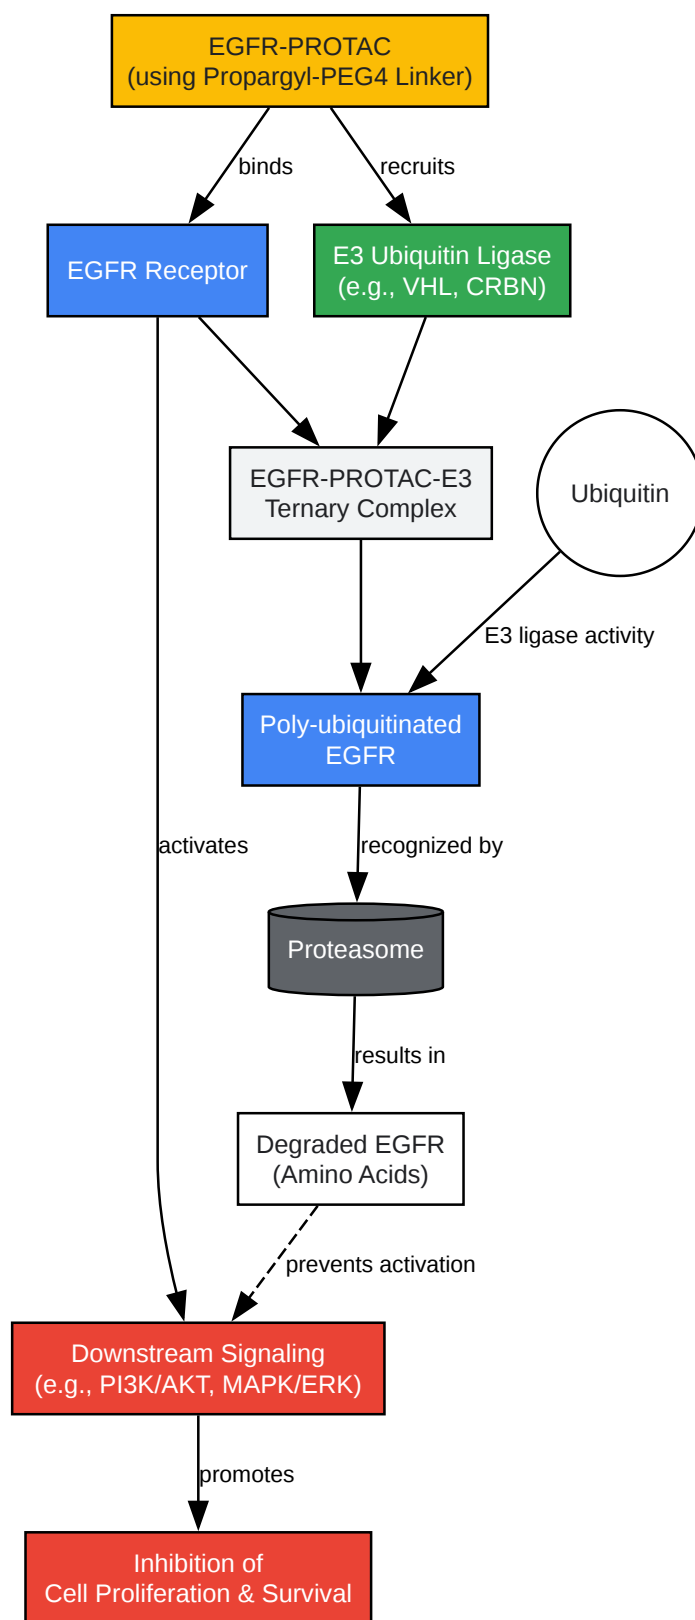 EGFR-PROTAC
(using Propargyl-PEG4 Linker)
binds
recruits
EGFR Receptor
E3 Ubiquitin Ligase
(e.g., VHL, CRBN)
EGFR-PROTAC-E3
Ternary Complex
Ubiquitin
E3 ligase activity
Poly-ubiquitinated
EGFR
activates
recognized by
Proteasome
results in
Degraded EGFR
(Amino Acids)
prevents activation
Downstream Signaling
(e.g., PI3K/AKT, MAPK/ERK)
promotes
Inhibition of
Cell Proliferation & Survival